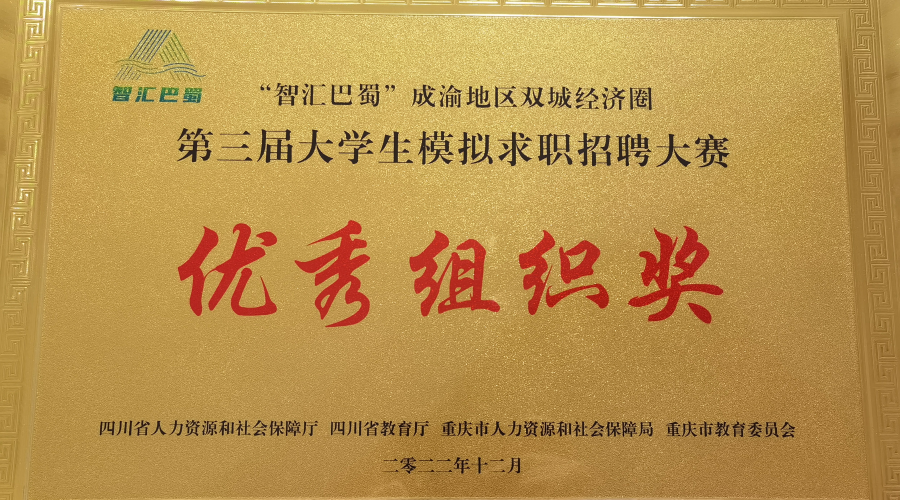 智汇巴蜀
“智汇巴蜀”成渝地区双城经济圈
第三届大学生模拟求职招聘大赛
优秀组织奖
四川省人力资源和社会保障厅 四川省教育厅 重庆市人力资源和社会保障局 重庆市教育委员会
二零二二年十二月